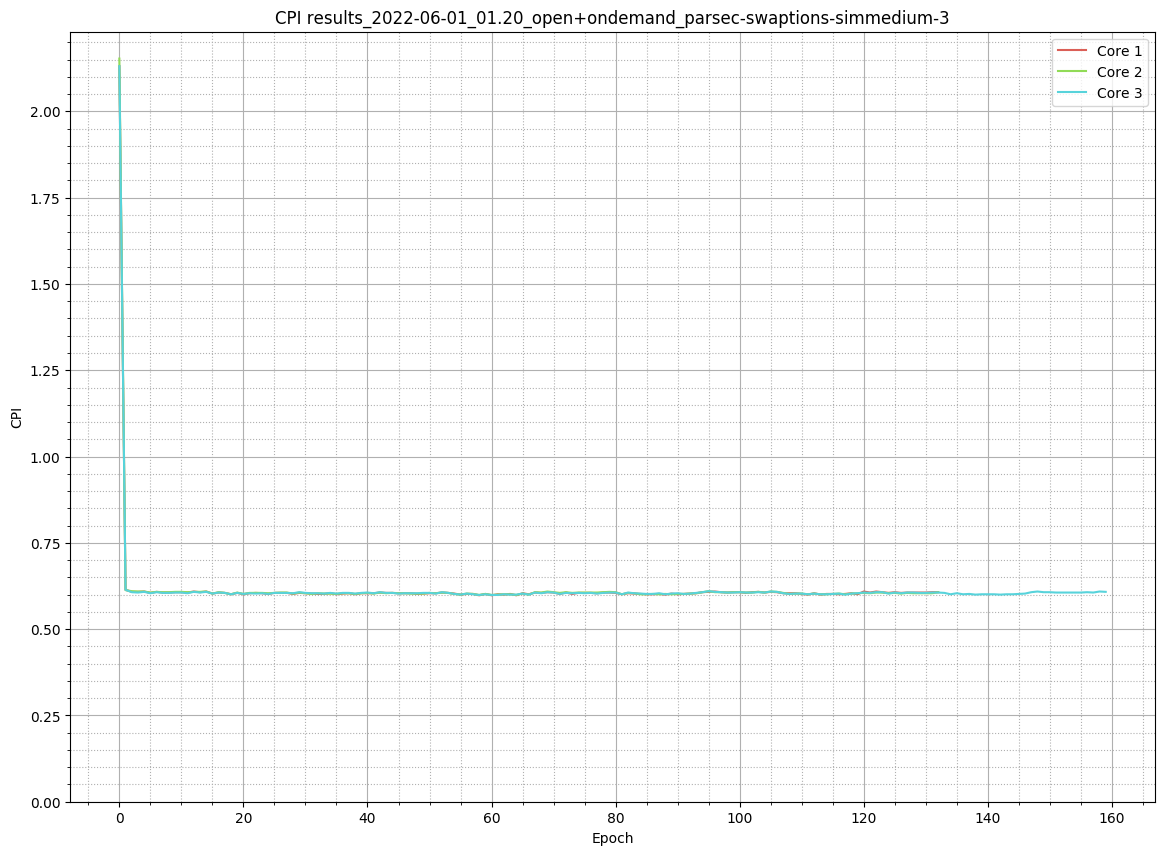 CPI results_2022-06-01_01.20_open+ondemand_parsec-swaptions-simmedium-3
Core 1
Core 2
Core 3
2.00
1.75
1.50
1.25
1.00
0.75
0.50
0.25
0.00
CPI
0 20 40 60 80 100 120 140 160
Epoch